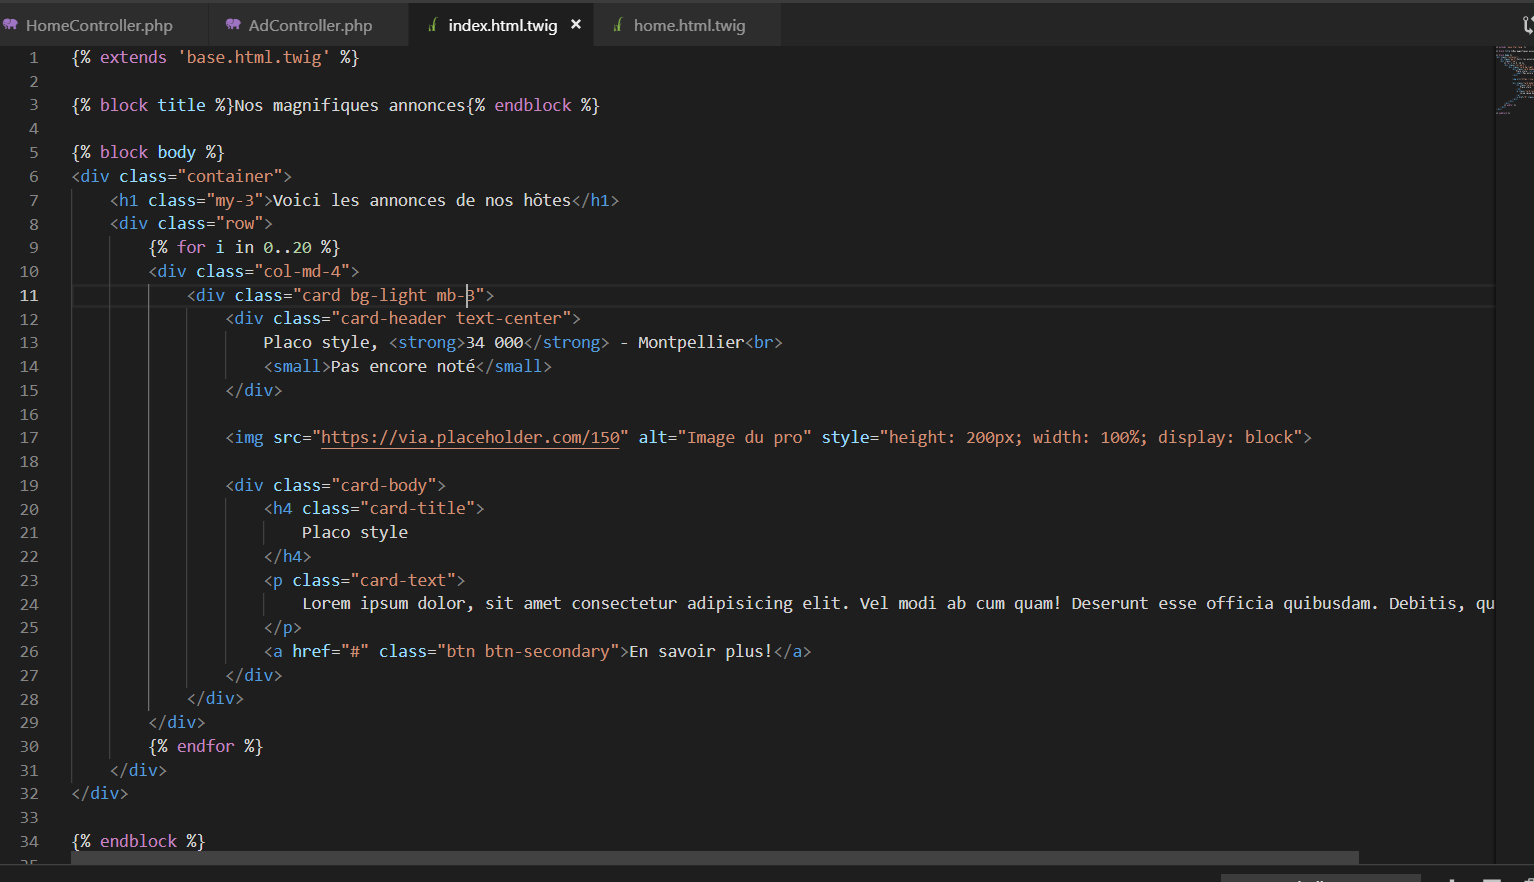 HomeController.php AdController.php index.html.twig × home.html.twig
1 {% extends 'base.html.twig' %}
2
3 {% block title %}Nos magnifiques annonces{% endblock %}
4
5 {% block body %}
6 <div class="container">
7 <h1 class="my-3">Voici les annonces de nos hôtes</h1>
8 <div class="row">
9 {% for i in 0..20 %}
10 <div class="col-md-4">
11 <div class="card bg-light mb-3">
12 <div class="card-header text-center">
13 Placo style, <strong>34 000</strong> - Montpellier<br>
14 <small>Pas encore noté</small>
15 </div>
16
17 <img src="https://via.placeholder.com/150" alt="Image du pro" style="height: 200px; width: 100%; display: block">
18
19 <div class="card-body">
20 <h4 class="card-title">
21 Placo style
22 </h4>
23 <p class="card-text">
24 Lorem ipsum dolor, sit amet consectetur adipisicing elit. Vel modi ab cum quam! Deserunt esse officia quibusdam. Debitis, qu
25 </p>
26 <a href="#" class="btn btn-secondary">En savoir plus!</a>
27 </div>
28 </div>
29 </div>
30 {% endfor %}
31 </div>
32 </div>
33
34 {% endblock %}